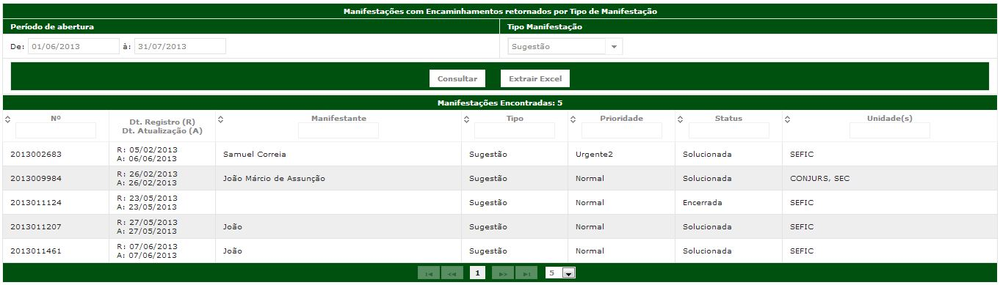 Manifestações com Encaminhamentos retornados por Tipo de Manifestação
Período de abertura Tipo Manifestação
De: 01/06/2013 à: 31/07/2013 Sugestão
Consultar Extrair Excel
Manifestações Encontradas: 5
Nº Dt. Registro (R) Manifestante Tipo Prioridade Status Unidade(s)
Dt. Atualização (A)
2013002683 R: 05/02/2013 Samuel Correia Sugestão Urgente2 Solucionada SEFIC
A: 06/06/2013
2013009984 R: 26/02/2013 João Márcio de Assunção Sugestão Normal Solucionada CONJURS, SEC
A: 26/02/2013
2013011124 R: 23/05/2013 Sugestão Normal Encerrada SEFIC
A: 23/05/2013
2013011207 R: 27/05/2013 João Sugestão Normal Solucionada SEFIC
A: 27/05/2013
2013011461 R: 07/06/2013 João Sugestão Normal Solucionada SEFIC
A: 07/06/2013
1 5